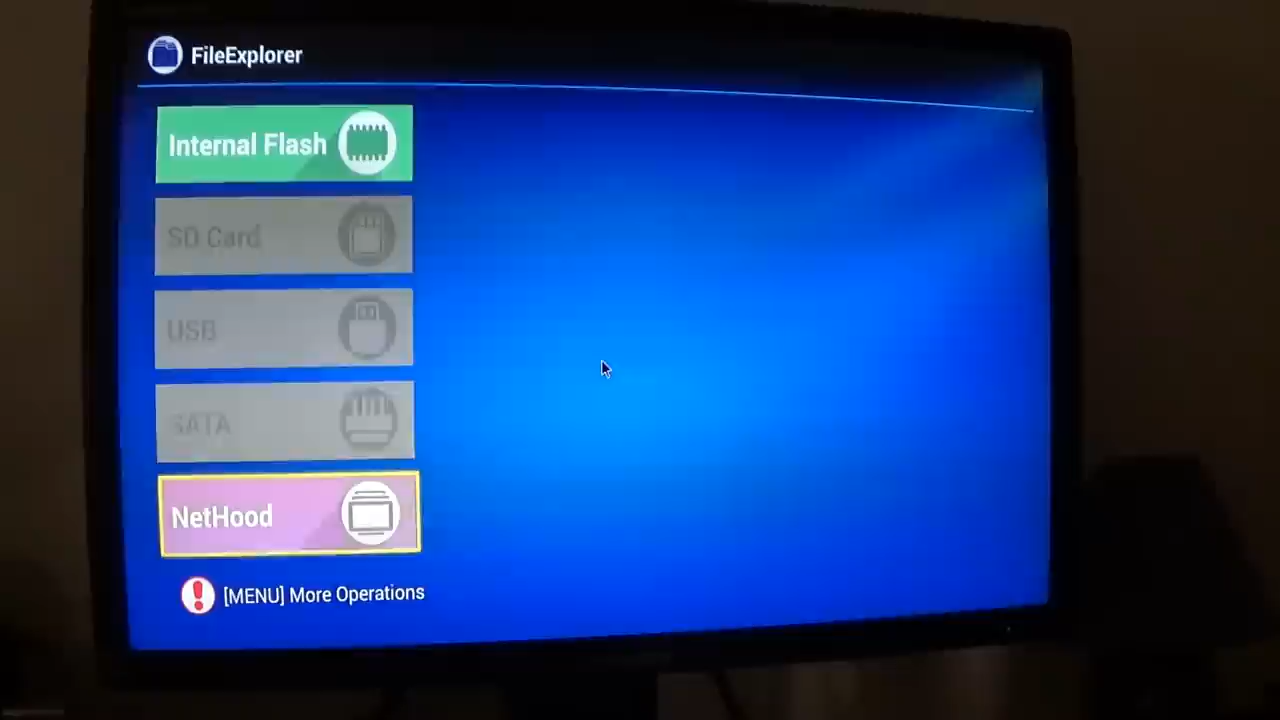 FileExplorer
Internal Flash
SD Card
USB
SATA
NetHood
[MENU] More Operations